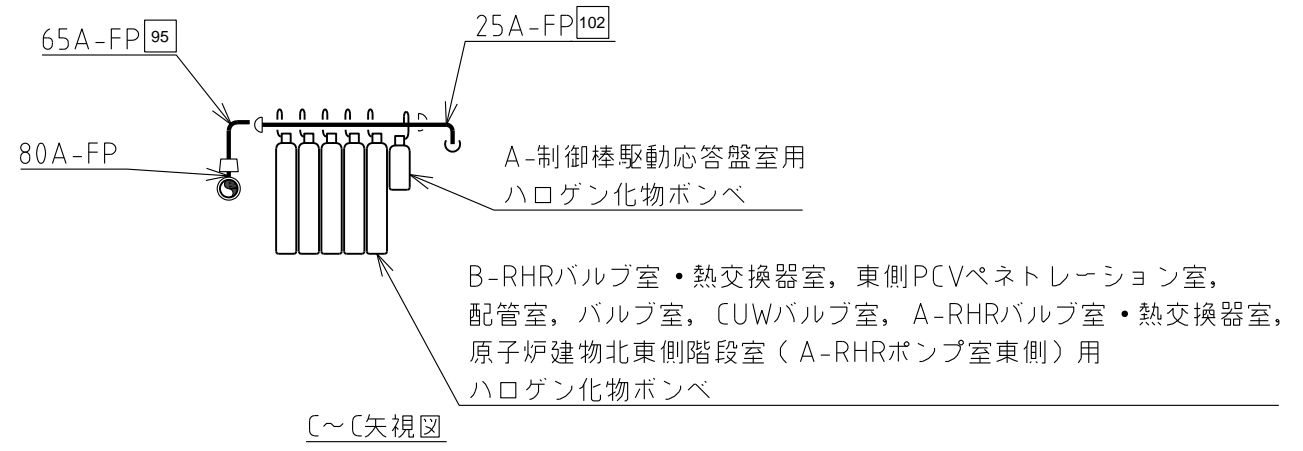 65A-FP 95
25A-FP 102
80A-FP
A-制御棒駆動応答盤室用
ハロゲン化物ボンベ
B-RHRバルブ室・熱交換器室，東側PCVペネトレーション室，
配管室，バルブ室，CUWバルブ室，A-RHRバルブ室・熱交換器室，
原子炉建物北東側階段室（A-RHRポンプ室東側）用
ハロゲン化物ボンベ
C～C矢視図